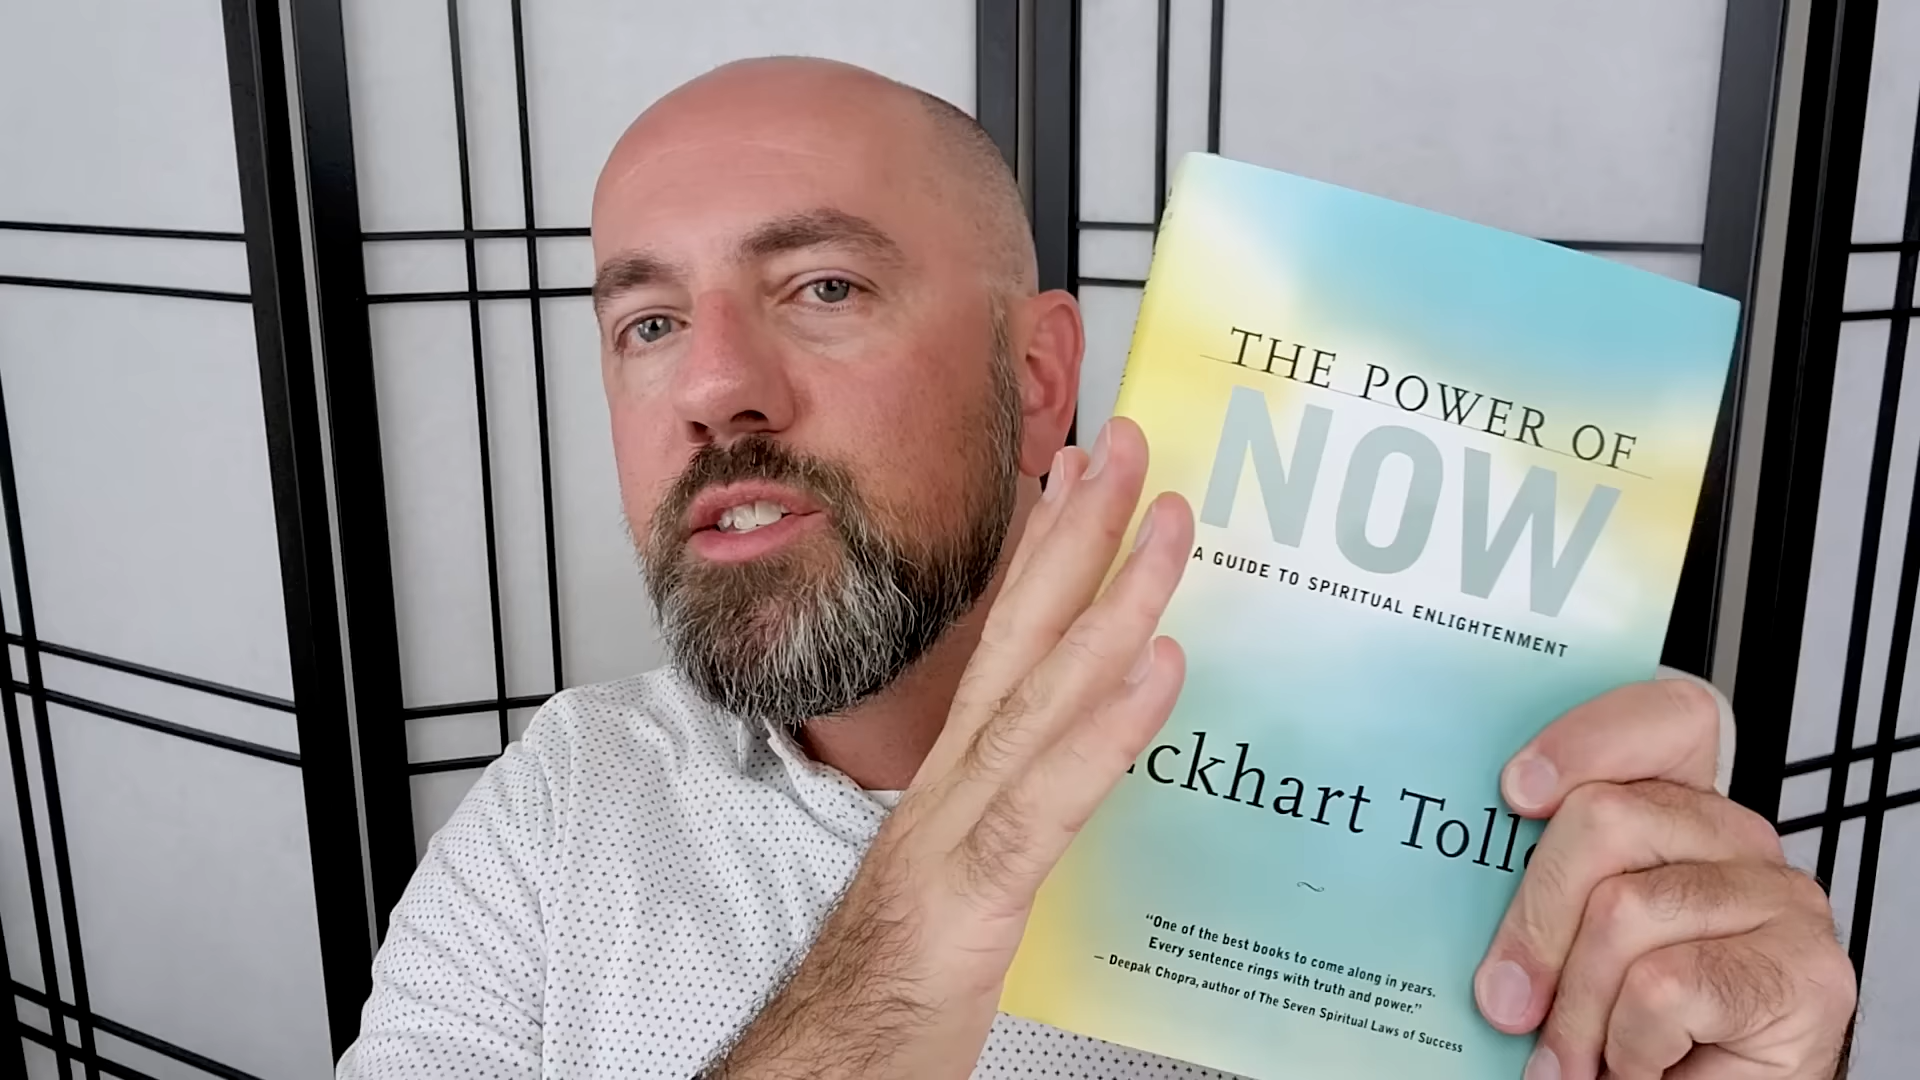 THE POWER OF
NOW
A GUIDE TO SPIRITUAL ENLIGHTENMENT
ckhart Toll
“One of the best books to come along in years.
Every sentence rings with truth and power.”
— Deepak Chopra, author of The Seven Spiritual Laws of Success